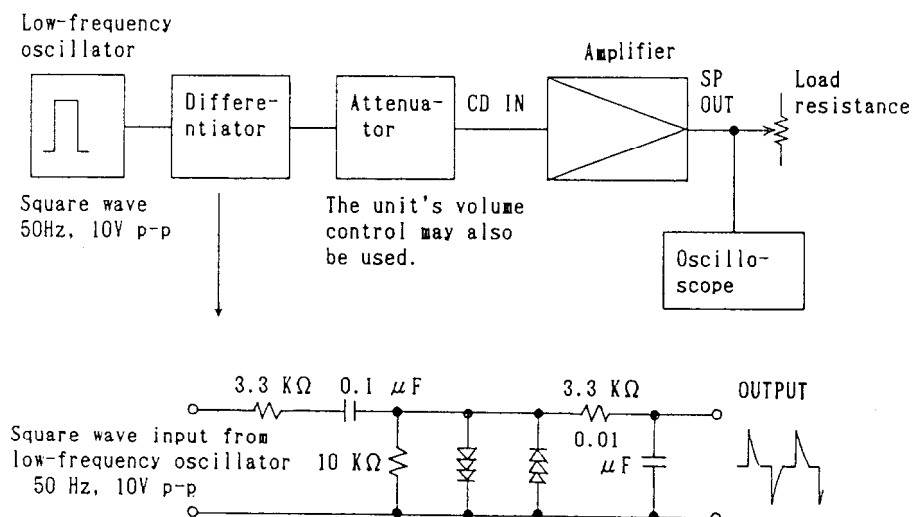 Low-frequency
oscillator
Differe-
ntiator
Attenua-
tor
CD IN
Amplifier
SP
OUT
Load
resistance
Square wave
50Hz, 10V p-p
The unit's volume
control may also
be used.
Oscillo-
scope
3.3 KΩ
0.1 μF
3.3 KΩ
OUTPUT
Square wave input from
low-frequency oscillator
50 Hz, 10V p-p
10 KΩ
0.01
μF